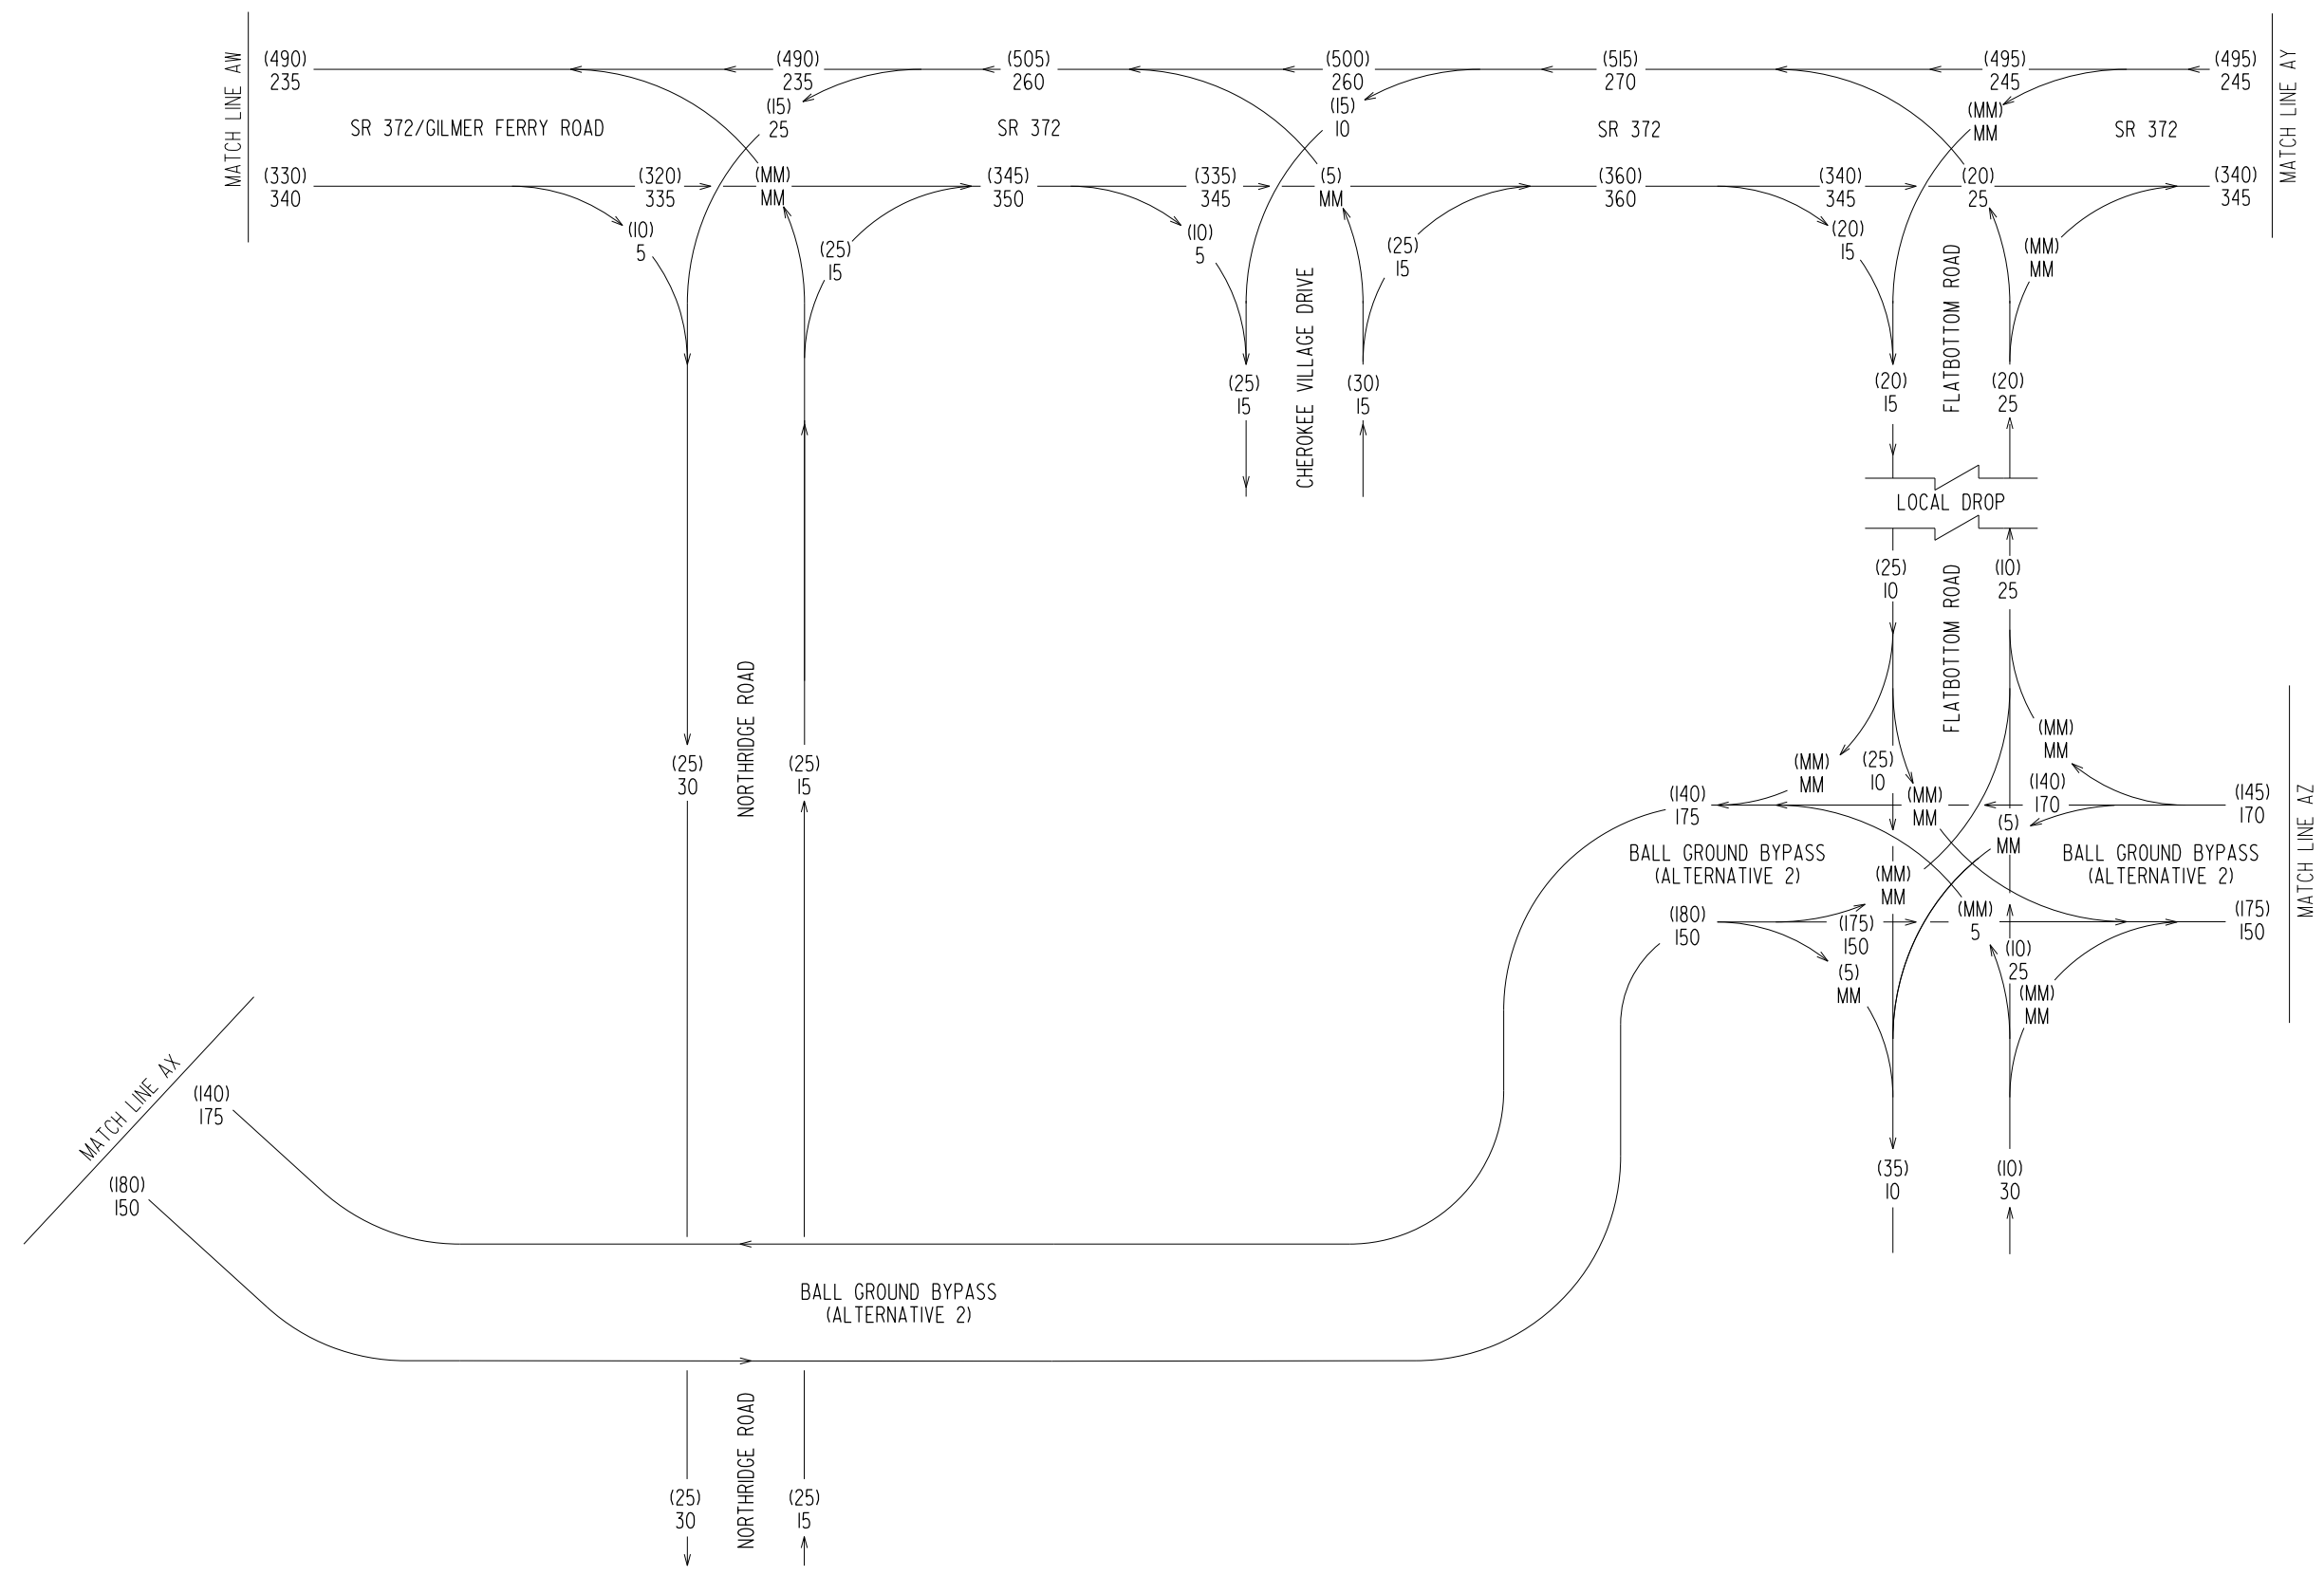 MATCH LINE AW
(490)
235
(490)
235
(505)
260
(500)
260
(515)
270
(495)
245
(495)
245
MATCH LINE AY
(15)
25
(15)
10
(MM)
MM
SR 372/GILMER FERRY ROAD
SR 372
SR 372
SR 372
(330)
340
(320)
335
(MM)
MM
(345)
350
(335)
345
(5)
MM
(360)
360
(340)
345
(20)
25
(340)
345
(10)
5
(25)
15
(10)
5
(25)
15
(20)
15
(MM)
MM
CHEROKEE VILLAGE DRIVE
FLATBOTTOM ROAD
(25)
15
(30)
15
(20)
15
(20)
25
LOCAL DROP
(25)
10
(10)
25
FLATBOTTOM ROAD
NORTHRIDGE ROAD
(25)
30
(25)
15
(MM)
MM
(25)
10
(MM)
MM
(140)
175
(MM)
MM
(140)
170
(145)
170
MATCH LINE AZ
(5)
MM
BALL GROUND BYPASS
(ALTERNATIVE 2)
BALL GROUND BYPASS
(ALTERNATIVE 2)
(MM)
MM
(180)
150
(175)
150
(MM)
5
(175)
150
(5)
MM
(10)
25
(MM)
MM
MATCH LINE AX
(140)
175
(180)
150
(35)
10
(10)
30
BALL GROUND BYPASS
(ALTERNATIVE 2)
NORTHRIDGE ROAD
(25)
30
(25)
15